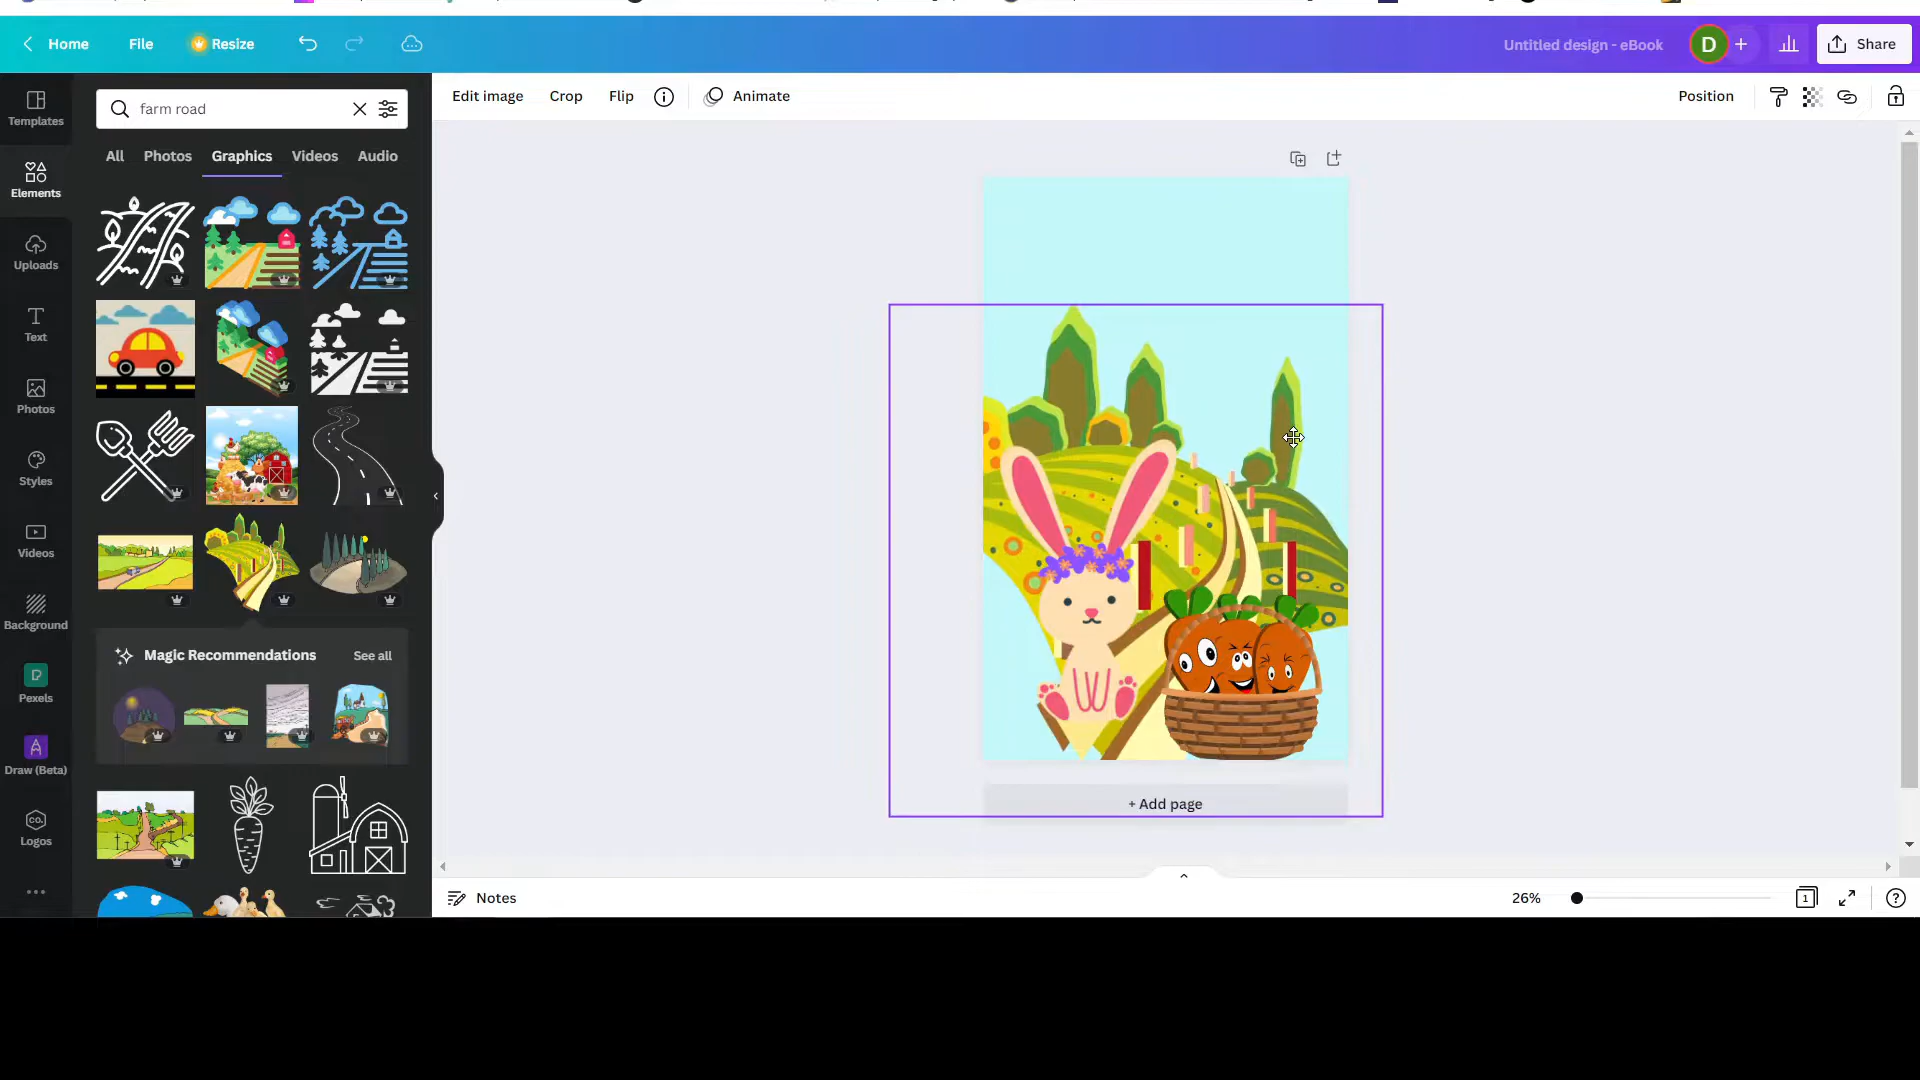 Home File Resize
Untitled design - eBook D Share
Templates
Elements
Uploads
Text
Photos
Styles
Videos
Background
Pexels
Draw (Beta)
Logos
farm road
All Photos Graphics Videos Audio
Magic Recommendations See all
Edit image Crop Flip Animate
Position
+ Add page
Notes
26% 1